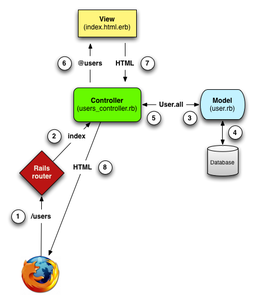 View
(index.html.erb)
6
@users
HTML
7
Controller
(users_controller.rb)
User.all
Model
(user.rb)
5
3
2
index
4
Rails
router
HTML
8
Database
1
/users